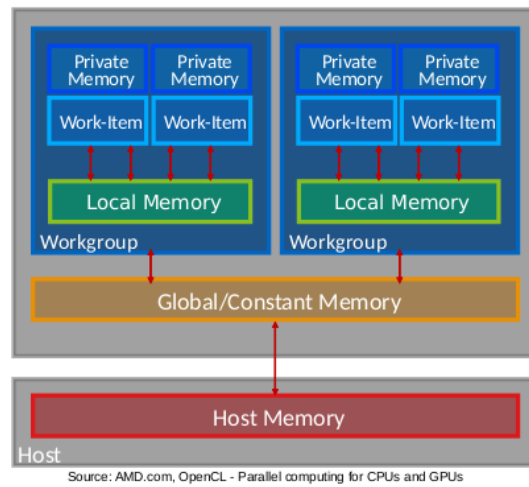 Private Memory
Private Memory
Private Memory
Private Memory
Work-Item
Work-Item
Work-Item
Work-Item
Local Memory
Local Memory
Workgroup
Workgroup
Global/Constant Memory
Host Memory
Host
Source: AMD.com, OpenCL - Parallel computing for CPUs and GPUs